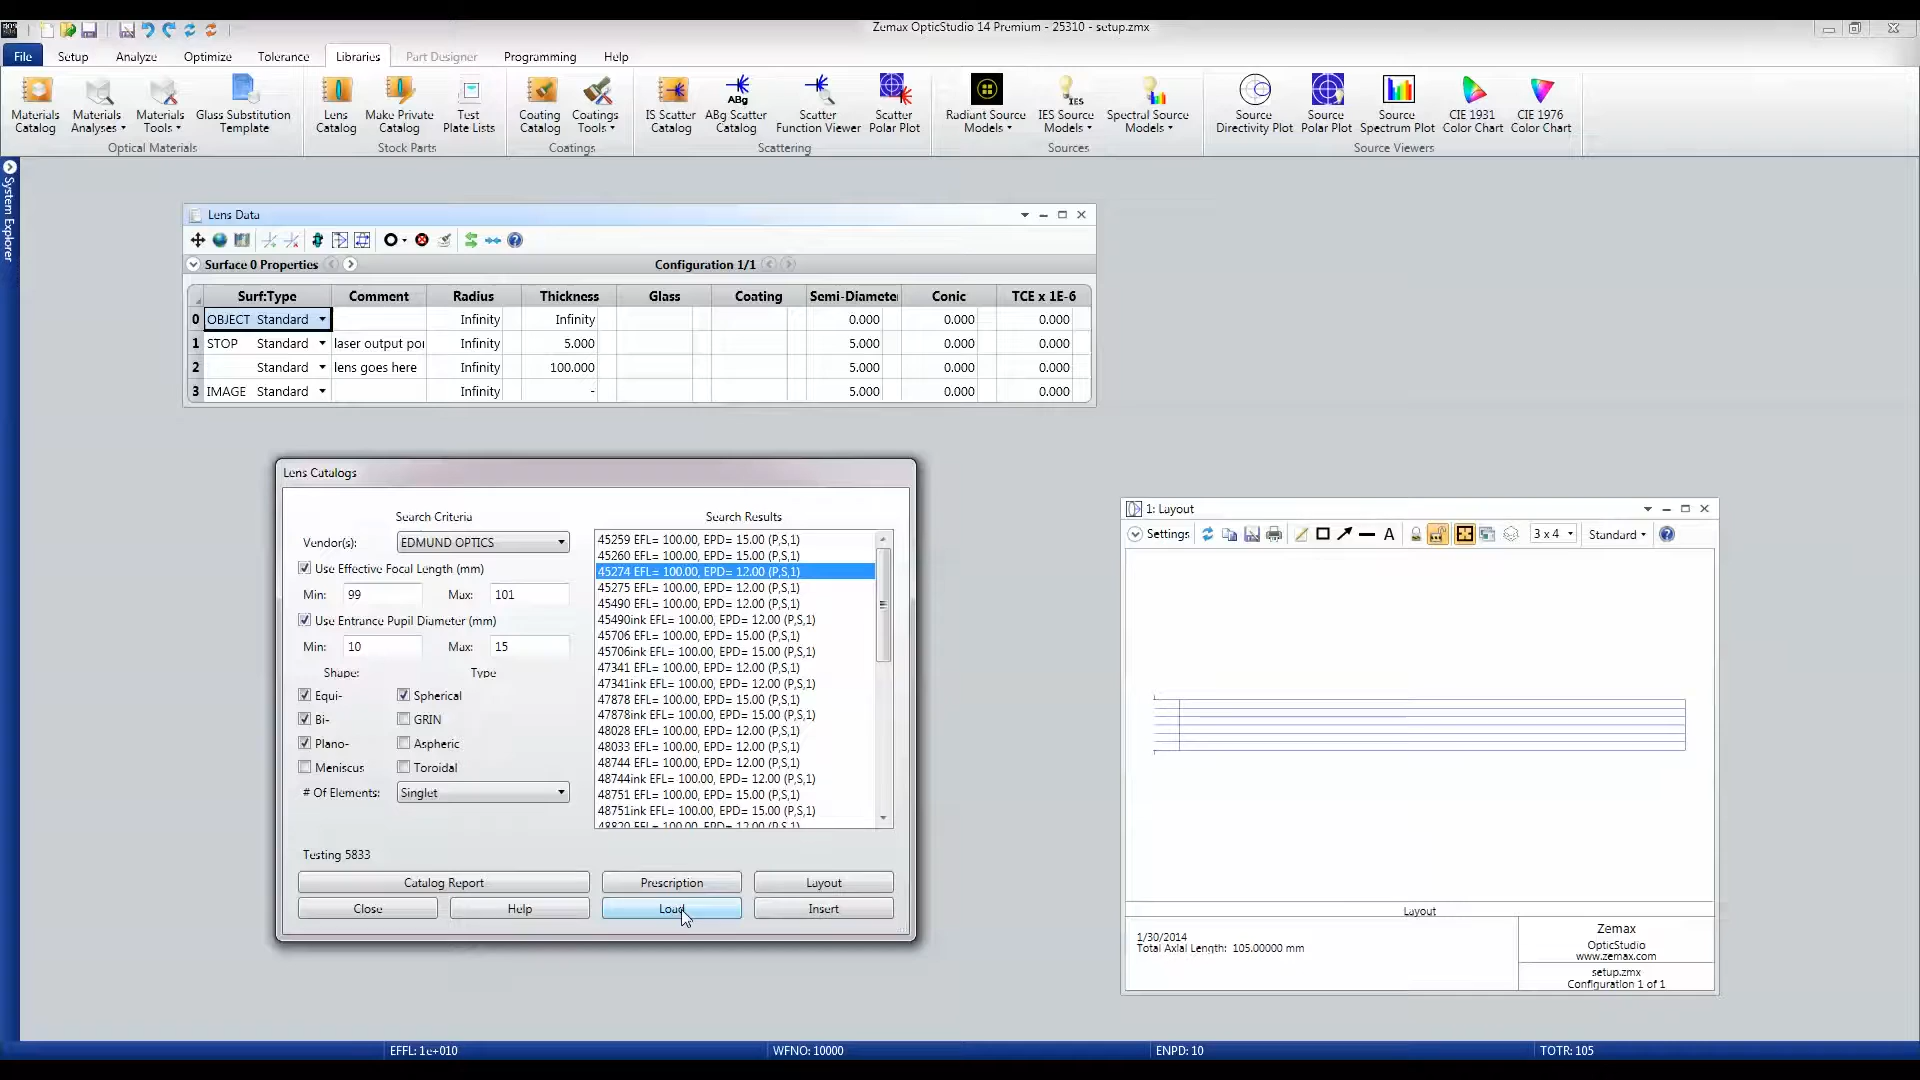 Zemax OpticStudio 14 Premium - 25310 - setup.zmx
File Setup Analyze Optimize Tolerance Libraries Part Designer Programming Help
Materials Catalog
Materials Analyses
Materials Tools
Glass Substitution Template
Lens Catalog
Make Private Catalog
Test Plate Lists
Coating Catalog
Coatings Tools
IS Scatter Catalog
ABg
ABg Scatter Catalog
Scatter Function Viewer
Scatter Polar Plot
Radiant Source Models
IES
IES Source Models
Spectral Source Models
Source Directivity Plot
Source Polar Plot
Source Spectrum Plot
CIE 1931 Color Chart
CIE 1976 Color Chart
Optical Materials Stock Parts Coatings Scattering Sources Source Viewers
System Explorer
Lens Data
Surface 0 Properties Configuration 1/1
Surf:Type Comment Radius Thickness Glass Coating Semi-Diamete Conic TCE x 1E-6
0 OBJECT Standard Infinity Infinity 0.000 0.000 0.000
1 STOP Standard laser output por Infinity 5.000 5.000 0.000 0.000
2 Standard lens goes here Infinity 100.000 5.000 0.000 0.000
3 IMAGE Standard Infinity - 5.000 0.000 0.000
Lens Catalogs
Search Criteria
Vendor(s): EDMUND OPTICS
Use Effective Focal Length (mm)
Min: 99 Max: 101
Use Entrance Pupil Diameter (mm)
Min: 10 Max: 15
Shape: Type
Equi- Spherical
Bi- GRIN
Plano- Aspheric
Meniscus Toroidal
# Of Elements: Singlet
Search Results
45259 EFL= 100.00, EPD= 15.00 (P,S,1)
45260 EFL= 100.00, EPD= 15.00 (P,S,1)
45274 EFL= 100.00, EPD= 12.00 (P,S,1)
45275 EFL= 100.00, EPD= 12.00 (P,S,1)
45490 EFL= 100.00, EPD= 12.00 (P,S,1)
45490ink EFL= 100.00, EPD= 12.00 (P,S,1)
45706 EFL= 100.00, EPD= 15.00 (P,S,1)
45706ink EFL= 100.00, EPD= 15.00 (P,S,1)
47341 EFL= 100.00, EPD= 12.00 (P,S,1)
47341ink EFL= 100.00, EPD= 12.00 (P,S,1)
47878 EFL= 100.00, EPD= 15.00 (P,S,1)
47878ink EFL= 100.00, EPD= 15.00 (P,S,1)
48028 EFL= 100.00, EPD= 12.00 (P,S,1)
48033 EFL= 100.00, EPD= 12.00 (P,S,1)
48744 EFL= 100.00, EPD= 12.00 (P,S,1)
48744ink EFL= 100.00, EPD= 12.00 (P,S,1)
48751 EFL= 100.00, EPD= 15.00 (P,S,1)
48751ink EFL= 100.00, EPD= 15.00 (P,S,1)
48820 EFL= 100.00, EPD= 12.00 (P,S,1)
Testing 5833
Catalog Report Prescription Layout
Close Help Load Insert
1: Layout
Settings A 3 x 4 Standard
Layout
1/30/2014
Total Axial Length: 105.00000 mm
Zemax
OpticStudio
www.zemax.com
setup.zmx
Configuration 1 of 1
EFFL: 1e+010 WFNO: 10000 ENPD: 10 TOTR: 105